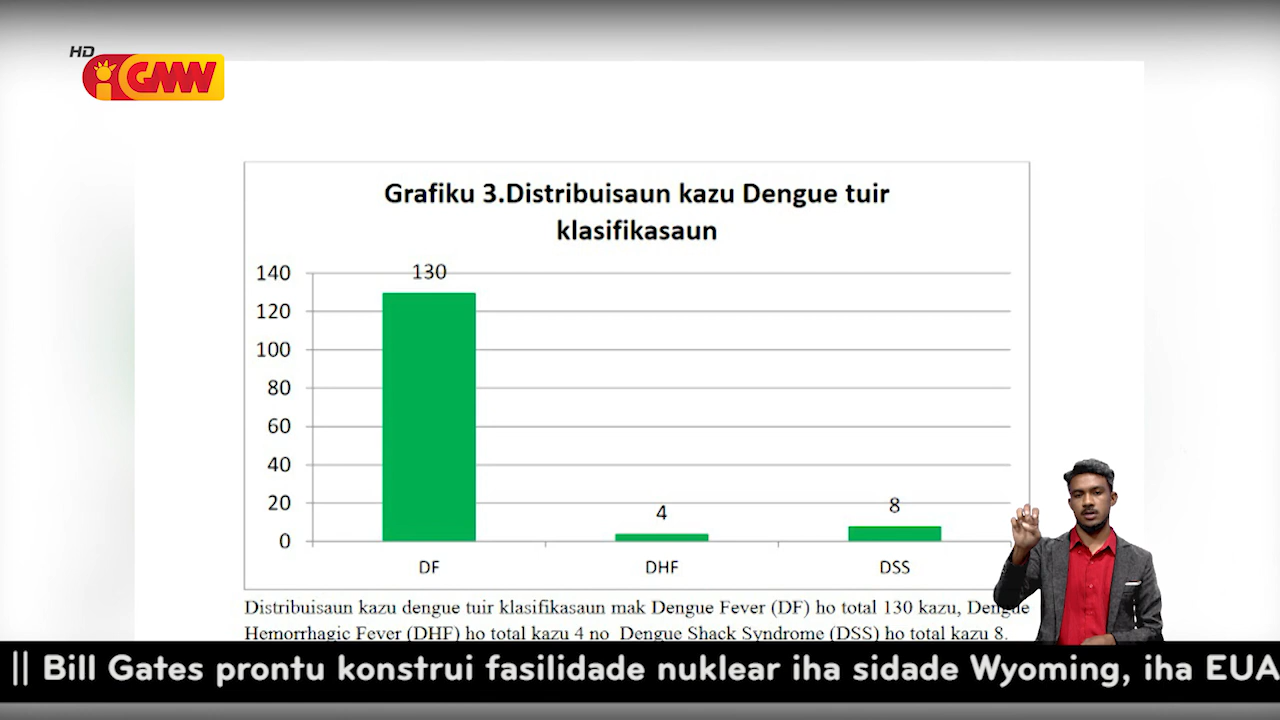 HD
GMN
Grafiku 3.Distribuisaun kazu Dengue tuir
klasifikasaun
140
120
100
80
60
40
20
0
130
4
8
DF
DHF
DSS
Distribuisaun kazu dengue tuir klasifikasaun mak Dengue Fever (DF) ho total 130 kazu, Dengue
Hemorrhagic Fever (DHF) ho total kazu 4 no Dengue Shack Syndrome (DSS) ho total kazu 8.
|| Bill Gates prontu konstrui fasilidade nuklear iha sidade Wyoming, iha EUA